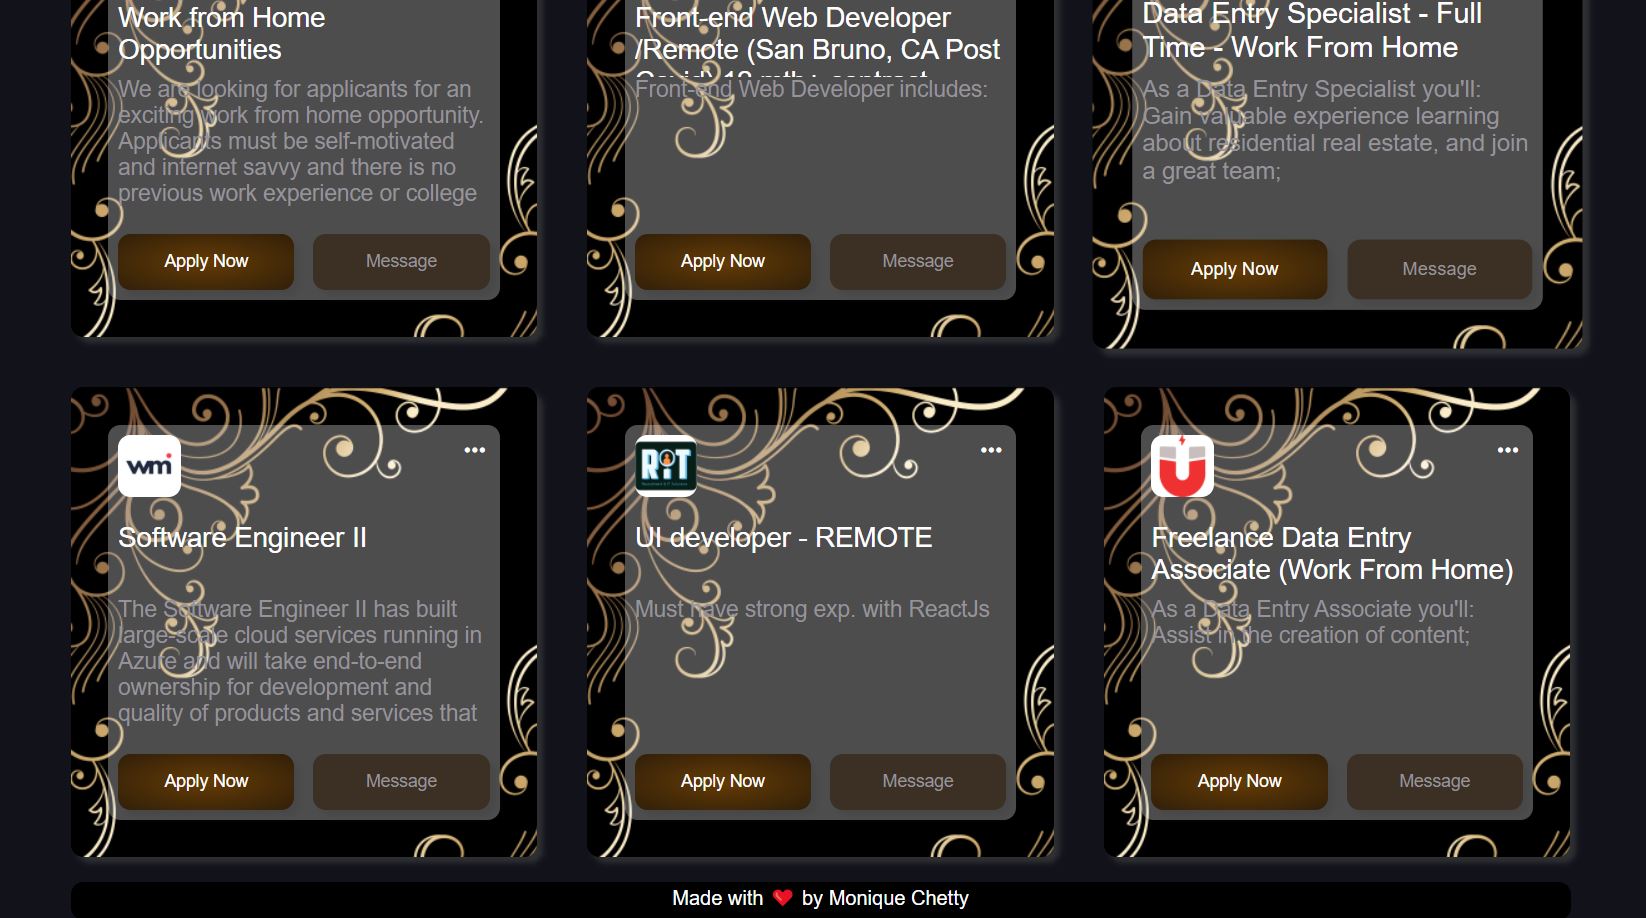 Work from Home
Opportunities
We are looking for applicants for an
exciting work from home opportunity.
Applicants must be self-motivated
and internet savvy and there is no
previous work experience or college
Apply Now
Message
Front-end Web Developer
/Remote (San Bruno, CA Post
Covid) 18 mth+ contract
Front-end Web Developer includes:
Apply Now
Message
Data Entry Specialist - Full
Time - Work From Home
As a Data Entry Specialist you'll:
Gain valuable experience learning
about residential real estate, and join
a great team;
Apply Now
Message
wm
Software Engineer II
The Software Engineer II has built
large-scale cloud services running in
Azure and will take end-to-end
ownership for development and
quality of products and services that
Apply Now
Message
RIT
UI developer - REMOTE
Must have strong exp. with ReactJs
Apply Now
Message
Freelance Data Entry
Associate (Work From Home)
As a Data Entry Associate you'll:
Assist in the creation of content;
Apply Now
Message
Made with ❤️ by Monique Chetty